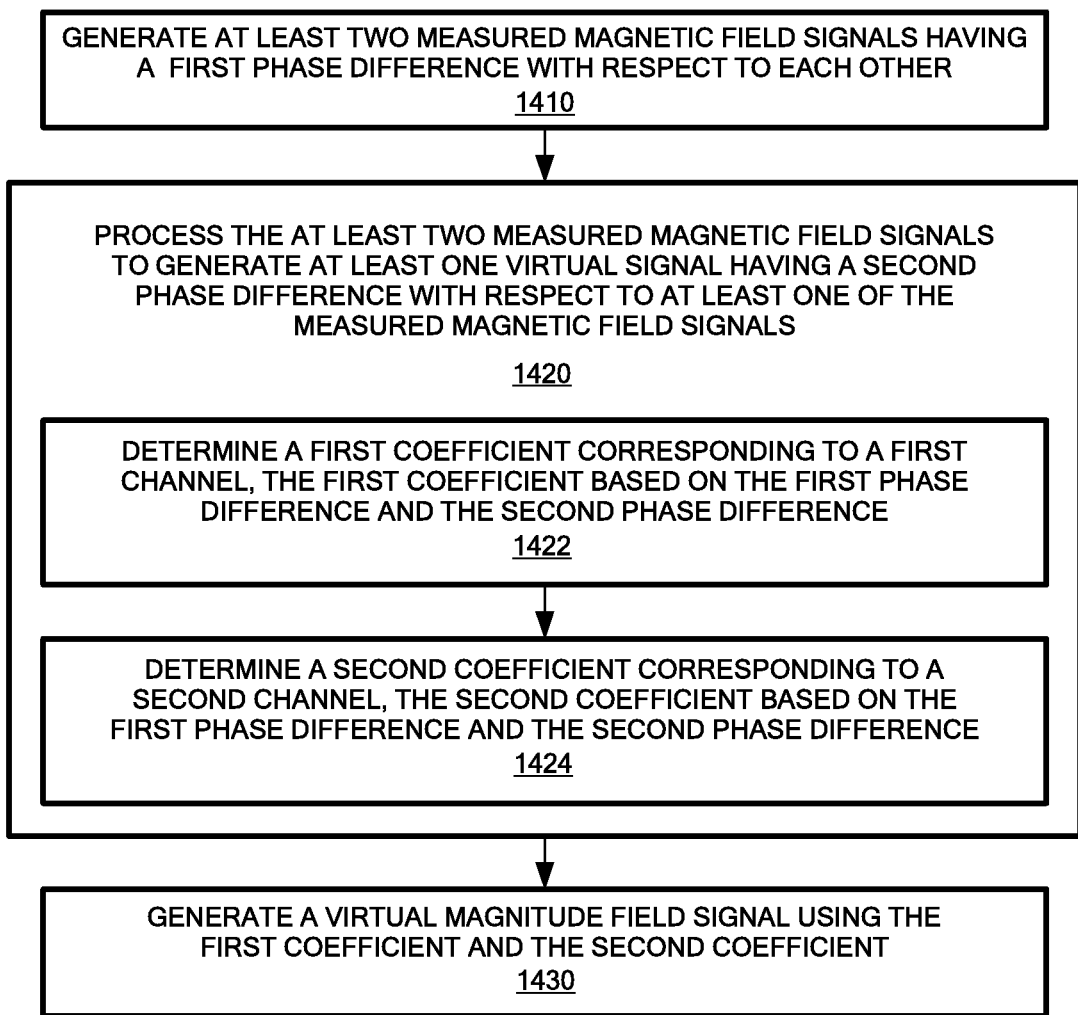 GENERATE AT LEAST TWO MEASURED MAGNETIC FIELD SIGNALS HAVING
A FIRST PHASE DIFFERENCE WITH RESPECT TO EACH OTHER
1410
PROCESS THE AT LEAST TWO MEASURED MAGNETIC FIELD SIGNALS
TO GENERATE AT LEAST ONE VIRTUAL SIGNAL HAVING A SECOND
PHASE DIFFERENCE WITH RESPECT TO AT LEAST ONE OF THE
MEASURED MAGNETIC FIELD SIGNALS
1420
DETERMINE A FIRST COEFFICIENT CORRESPONDING TO A FIRST
CHANNEL, THE FIRST COEFFICIENT BASED ON THE FIRST PHASE
DIFFERENCE AND THE SECOND PHASE DIFFERENCE
1422
DETERMINE A SECOND COEFFICIENT CORRESPONDING TO A
SECOND CHANNEL, THE SECOND COEFFICIENT BASED ON THE
FIRST PHASE DIFFERENCE AND THE SECOND PHASE DIFFERENCE
1424
GENERATE A VIRTUAL MAGNITUDE FIELD SIGNAL USING THE
FIRST COEFFICIENT AND THE SECOND COEFFICIENT
1430